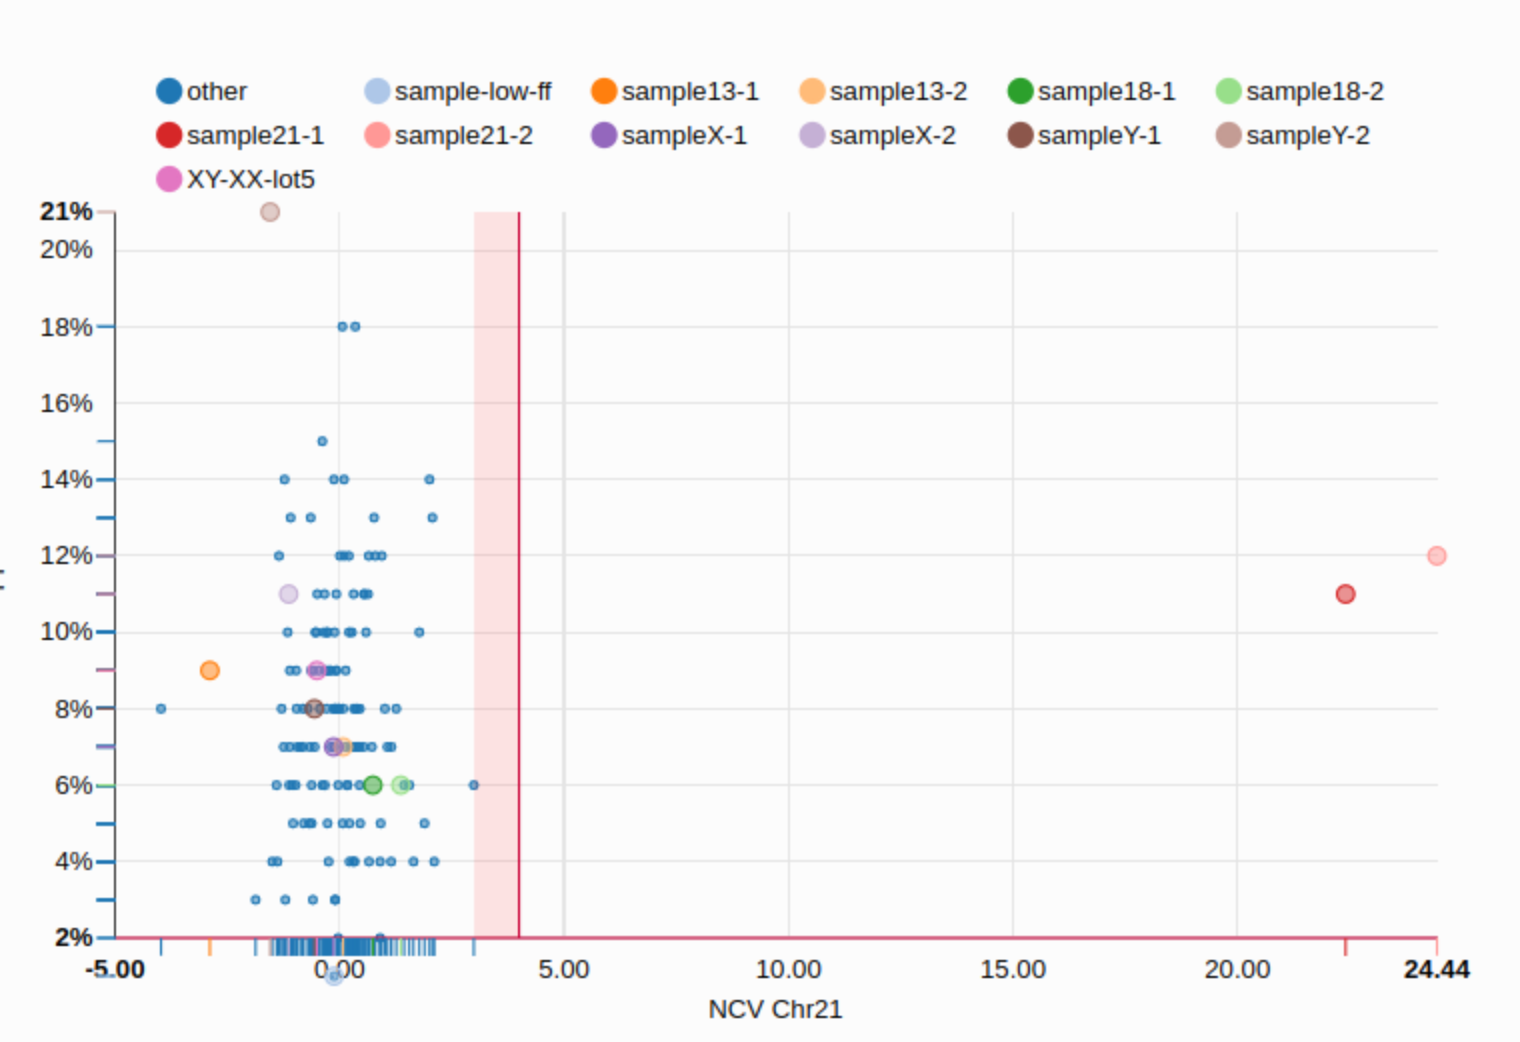 other sample-low-ff sample13-1 sample13-2 sample18-1 sample18-2
sample21-1 sample21-2 sampleX-1 sampleX-2 sampleY-1 sampleY-2
XY-XX-lot5
21%
20%
18%
16%
14%
12%
10%
8%
6%
4%
2%
-5.00 0.00 5.00 10.00 15.00 20.00 24.44
NCV Chr21